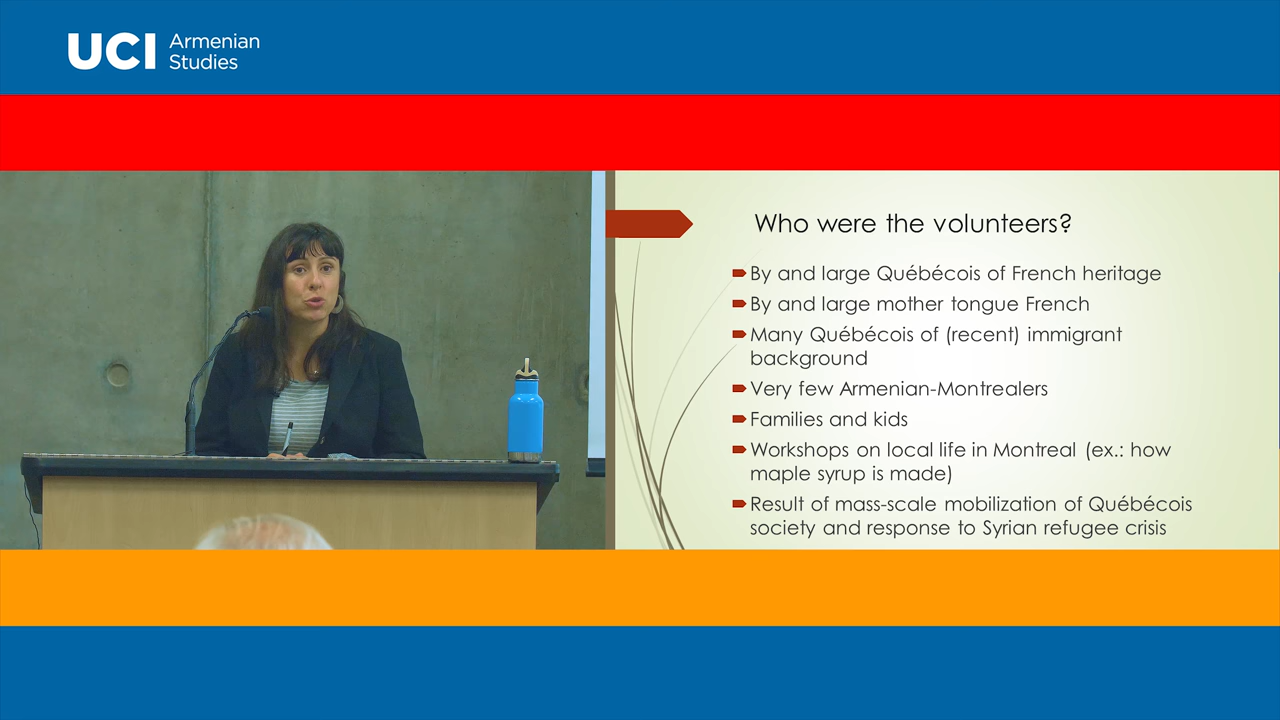 UCI Armenian
Studies
Who were the volunteers?
By and large Québécois of French heritage
By and large mother tongue French
Many Québécois of (recent) immigrant
background
Very few Armenian-Montrealers
Families and kids
Workshops on local life in Montreal (ex.: how
maple syrup is made)
Result of mass-scale mobilization of Québécois
society and response to Syrian refugee crisis